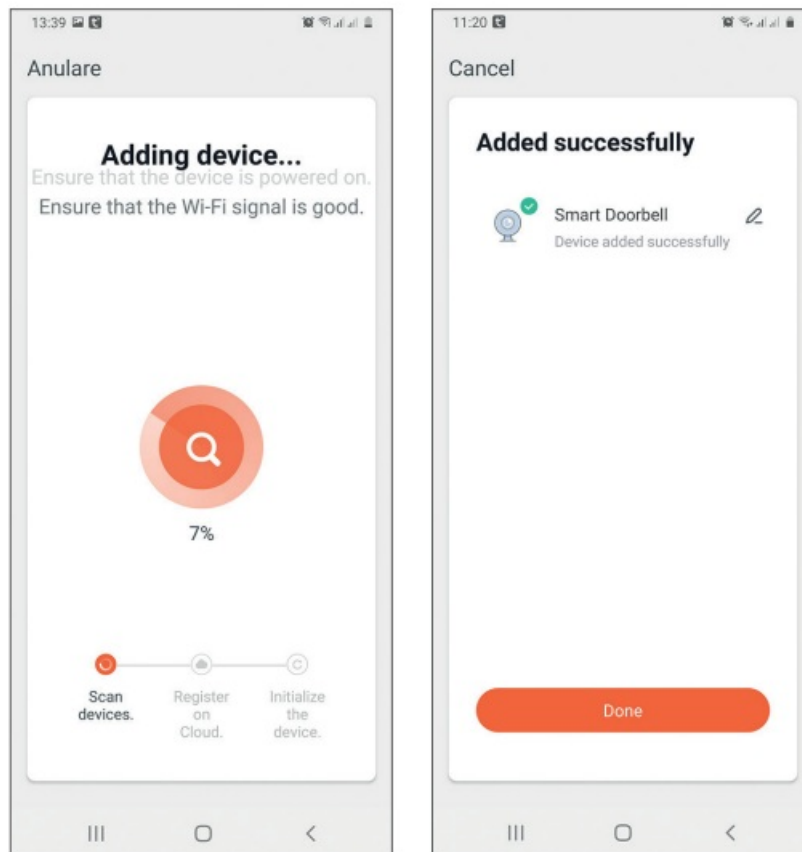 13:39
Anulare
Adding device...
Ensure that the device is powered on.
Ensure that the Wi-Fi signal is good.
7%
Scan
devices.
Register
on
Cloud.
Initialize
the
device.
11:20
Cancel
Added successfully
Smart Doorbell
Device added successfully
Done